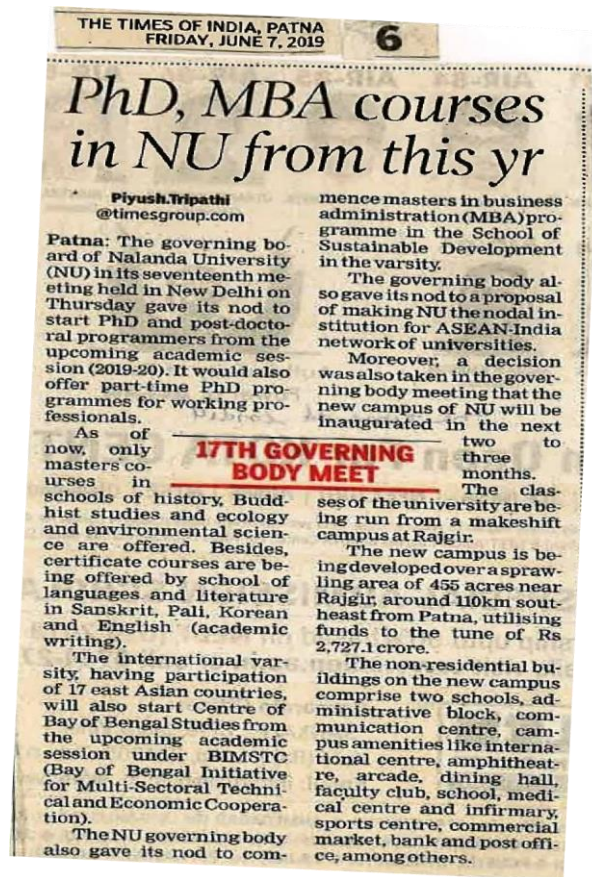 THE TIMES OF INDIA, PATNA
FRIDAY, JUNE 7, 2019
6
PhD, MBA courses
in NU from this yr
Piyush.Tripathi
@timesgroup.com
Patna: The governing bo-
ard of Nalanda University
(NU) in its seventeenth me-
eting held in New Delhi on
Thursday gave its nod to
start PhD and post-docto-
ral programmers from the
upcoming academic ses-
sion (2019-20). It would also
offer part-time PhD pro-
grammes for working pro-
fessionals.
As of
now, only
masters co-
urses in
schools of history, Budd-
hist studies and ecology
and environmental scien-
ce are offered. Besides,
certificate courses are be-
ing offered by school of
languages and literature
in Sanskrit, Pali, Korean
and English (academic
writing).
The international var-
sity, having participation
of 17 east Asian countries,
will also start Centre of
Bay of Bengal Studies from
the upcoming academic
session under BIMSTC
(Bay of Bengal Initiative
for Multi-Sectoral Techni-
cal and Economic Coopera-
tion).
The NU governing body
also gave its nod to com-
17TH GOVERNING
BODY MEET
mence masters in business
administration (MBA) pro-
gramme in the School of
Sustainable Development
in the varsity.
The governing body al-
so gave its nod to a proposal
of making NU the nodal in-
stitution for ASEAN-India
network of universities.
Moreover, a decision
was also taken in the gover-
ning body meeting that the
new campus of NU will be
inaugurated in the next
two to
three
months.
The clas-
ses of the university are be-
ing run from a makeshift
campus at Rajgir.
The new campus is be-
ing developed over a spraw-
ling area of 455 acres near
Rajgir, around 110km sout-
heast from Patna, utilising
funds to the tune of Rs
2,727.1 crore.
The non-residential bu-
ildings on the new campus
comprise two schools, ad-
ministrative block, com-
munication centre, cam-
pus amenities like interna-
tional centre, amphitheat-
re, arcade, dining hall,
faculty club, school, medi-
cal centre and infirmary,
sports centre, commercial
market, bank and post offi-
ce, among others.